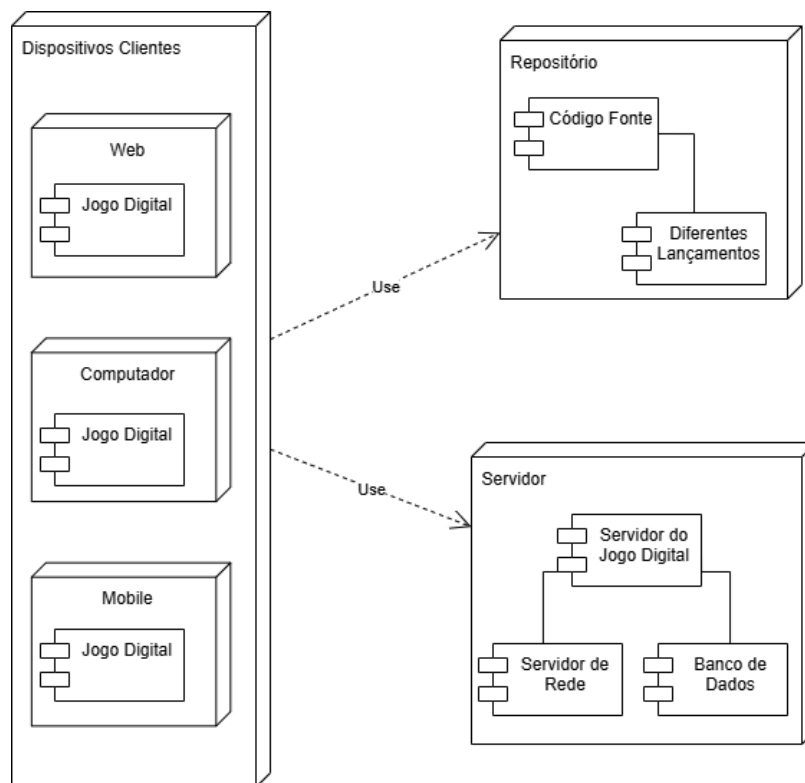 Dispositivos Clientes
Web
Jogo Digital
Computador
Jogo Digital
Mobile
Jogo Digital
Use
Use
Repositório
Código Fonte
Diferentes
Lançamentos
Servidor
Servidor do
Jogo Digital
Servidor de
Rede
Banco de
Dados